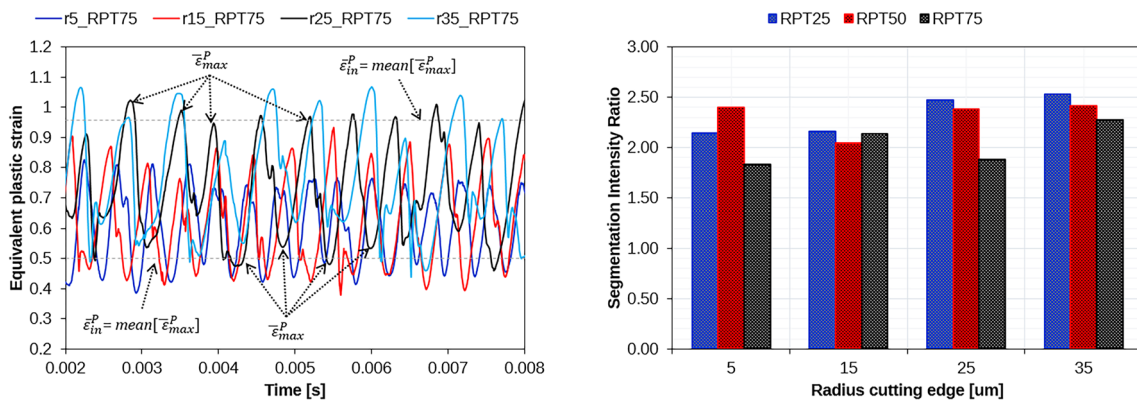 r5_RPT75 r15_RPT75 r25_RPT75 r35_RPT75
Equivalent plastic strain
1.2
1.1
1
0.9
0.8
0.7
0.6
0.5
0.4
0.3
0.2
ε̅ᴾmax
ε̅ᴾin = mean[ε̅ᴾmax]
ε̅ᴾin = mean[ε̅ᴾmax]
ε̅ᴾmax
0.002 0.003 0.004 0.005 0.006 0.007 0.008
Time [s]
RPT25 RPT50 RPT75
Segmentation Intensity Ratio
3.00
2.50
2.00
1.50
1.00
0.50
0.00
5 15 25 35
Radius cutting edge [um]